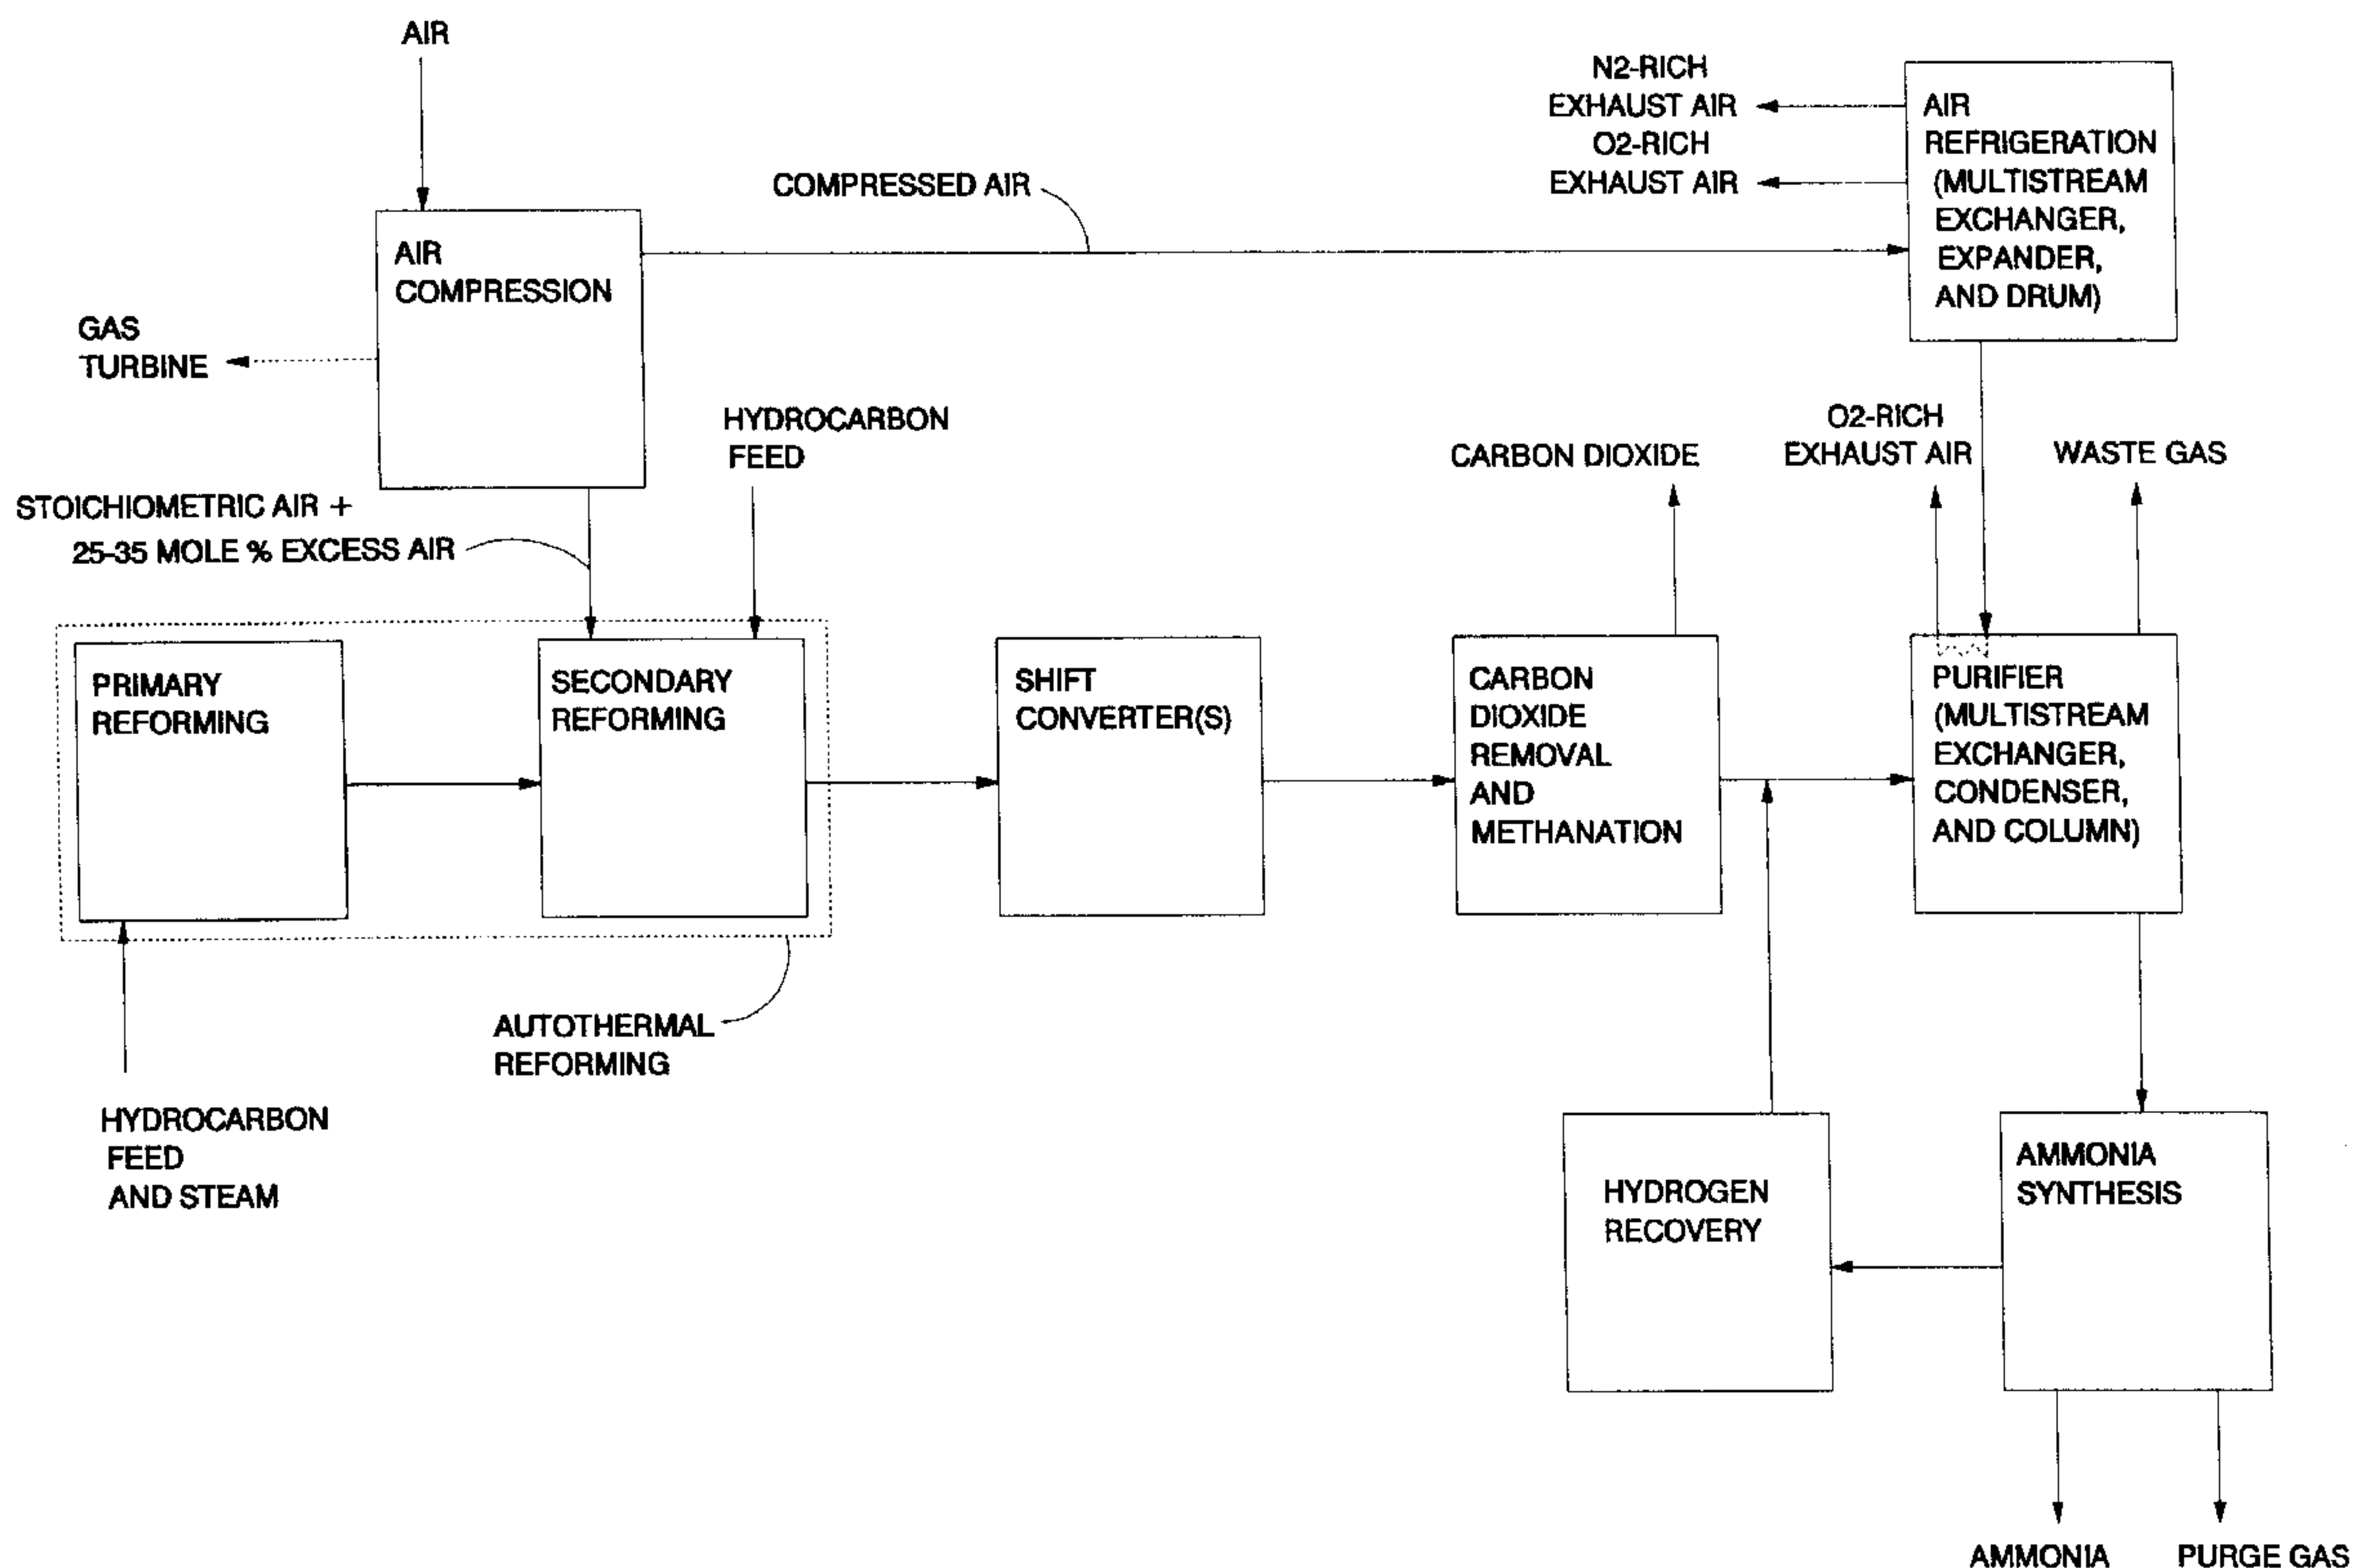 AIR
N2-RICH
EXHAUST AIR
O2-RICH
EXHAUST AIR
AIR
REFRIGERATION
(MULTISTREAM
EXCHANGER,
EXPANDER,
AND DRUM)
COMPRESSED AIR
AIR
COMPRESSION
GAS
TURBINE
HYDROCARBON
FEED
STOICHIOMETRIC AIR +
25-35 MOLE % EXCESS AIR
CARBON DIOXIDE
O2-RICH
EXHAUST AIR
WASTE GAS
PRIMARY
REFORMING
SECONDARY
REFORMING
SHIFT
CONVERTER(S)
CARBON
DIOXIDE
REMOVAL
AND
METHANATION
PURIFIER
(MULTISTREAM
EXCHANGER,
CONDENSER,
AND COLUMN)
AUTOTHERMAL
REFORMING
HYDROCARBON
FEED
AND STEAM
HYDROGEN
RECOVERY
AMMONIA
SYNTHESIS
AMMONIA
PURGE GAS